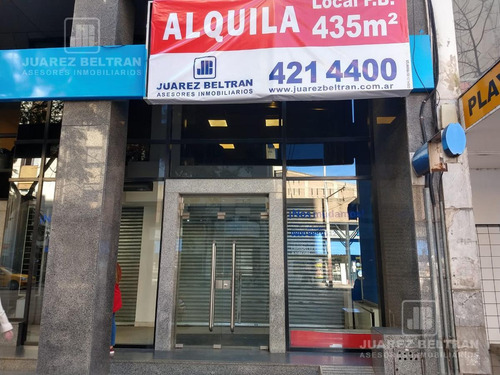 JUAREZ BELTRAN
ASESORES INMOBILIARIOS
ALQUILA
Local P.B.
435m²
JUAREZ BELTRAN
ASESORES INMOBILIARIOS
421 4400
www.juarezbeltran.com.ar
PLAT
JUAREZ BELTRAN
ASESORES INMOBILIARIOS